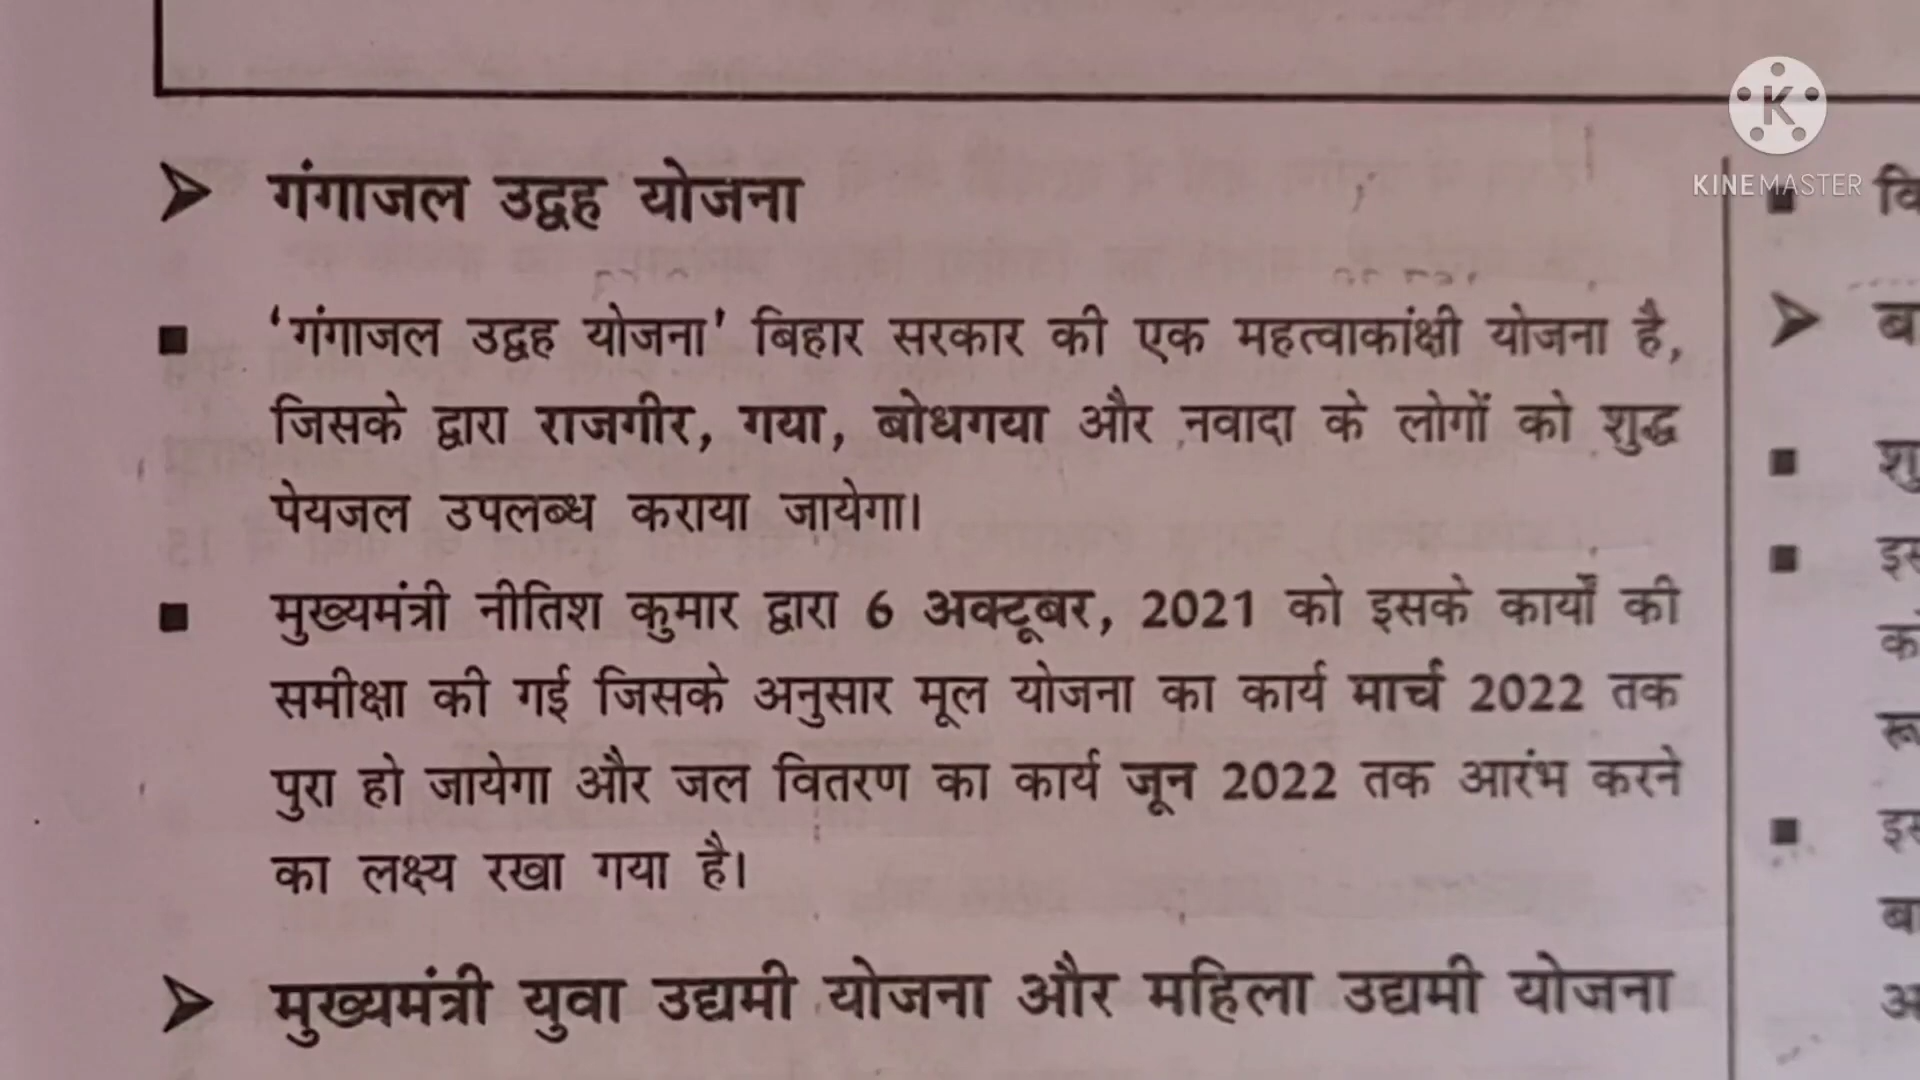 KINEMASTER
गंगाजल उद्वह योजना
'गंगाजल उद्वह योजना' बिहार सरकार की एक महत्वाकांक्षी योजना है,
जिसके द्वारा राजगीर, गया, बोधगया और नवादा के लोगों को शुद्ध
पेयजल उपलब्ध कराया जायेगा।
मुख्यमंत्री नीतिश कुमार द्वारा 6 अक्टूबर, 2021 को इसके कार्यों की
समीक्षा की गई जिसके अनुसार मूल योजना का कार्य मार्च 2022 तक
पुरा हो जायेगा और जल वितरण का कार्य जून 2022 तक आरंभ करने
का लक्ष्य रखा गया है।
मुख्यमंत्री युवा उद्यमी योजना और महिला उद्यमी योजना